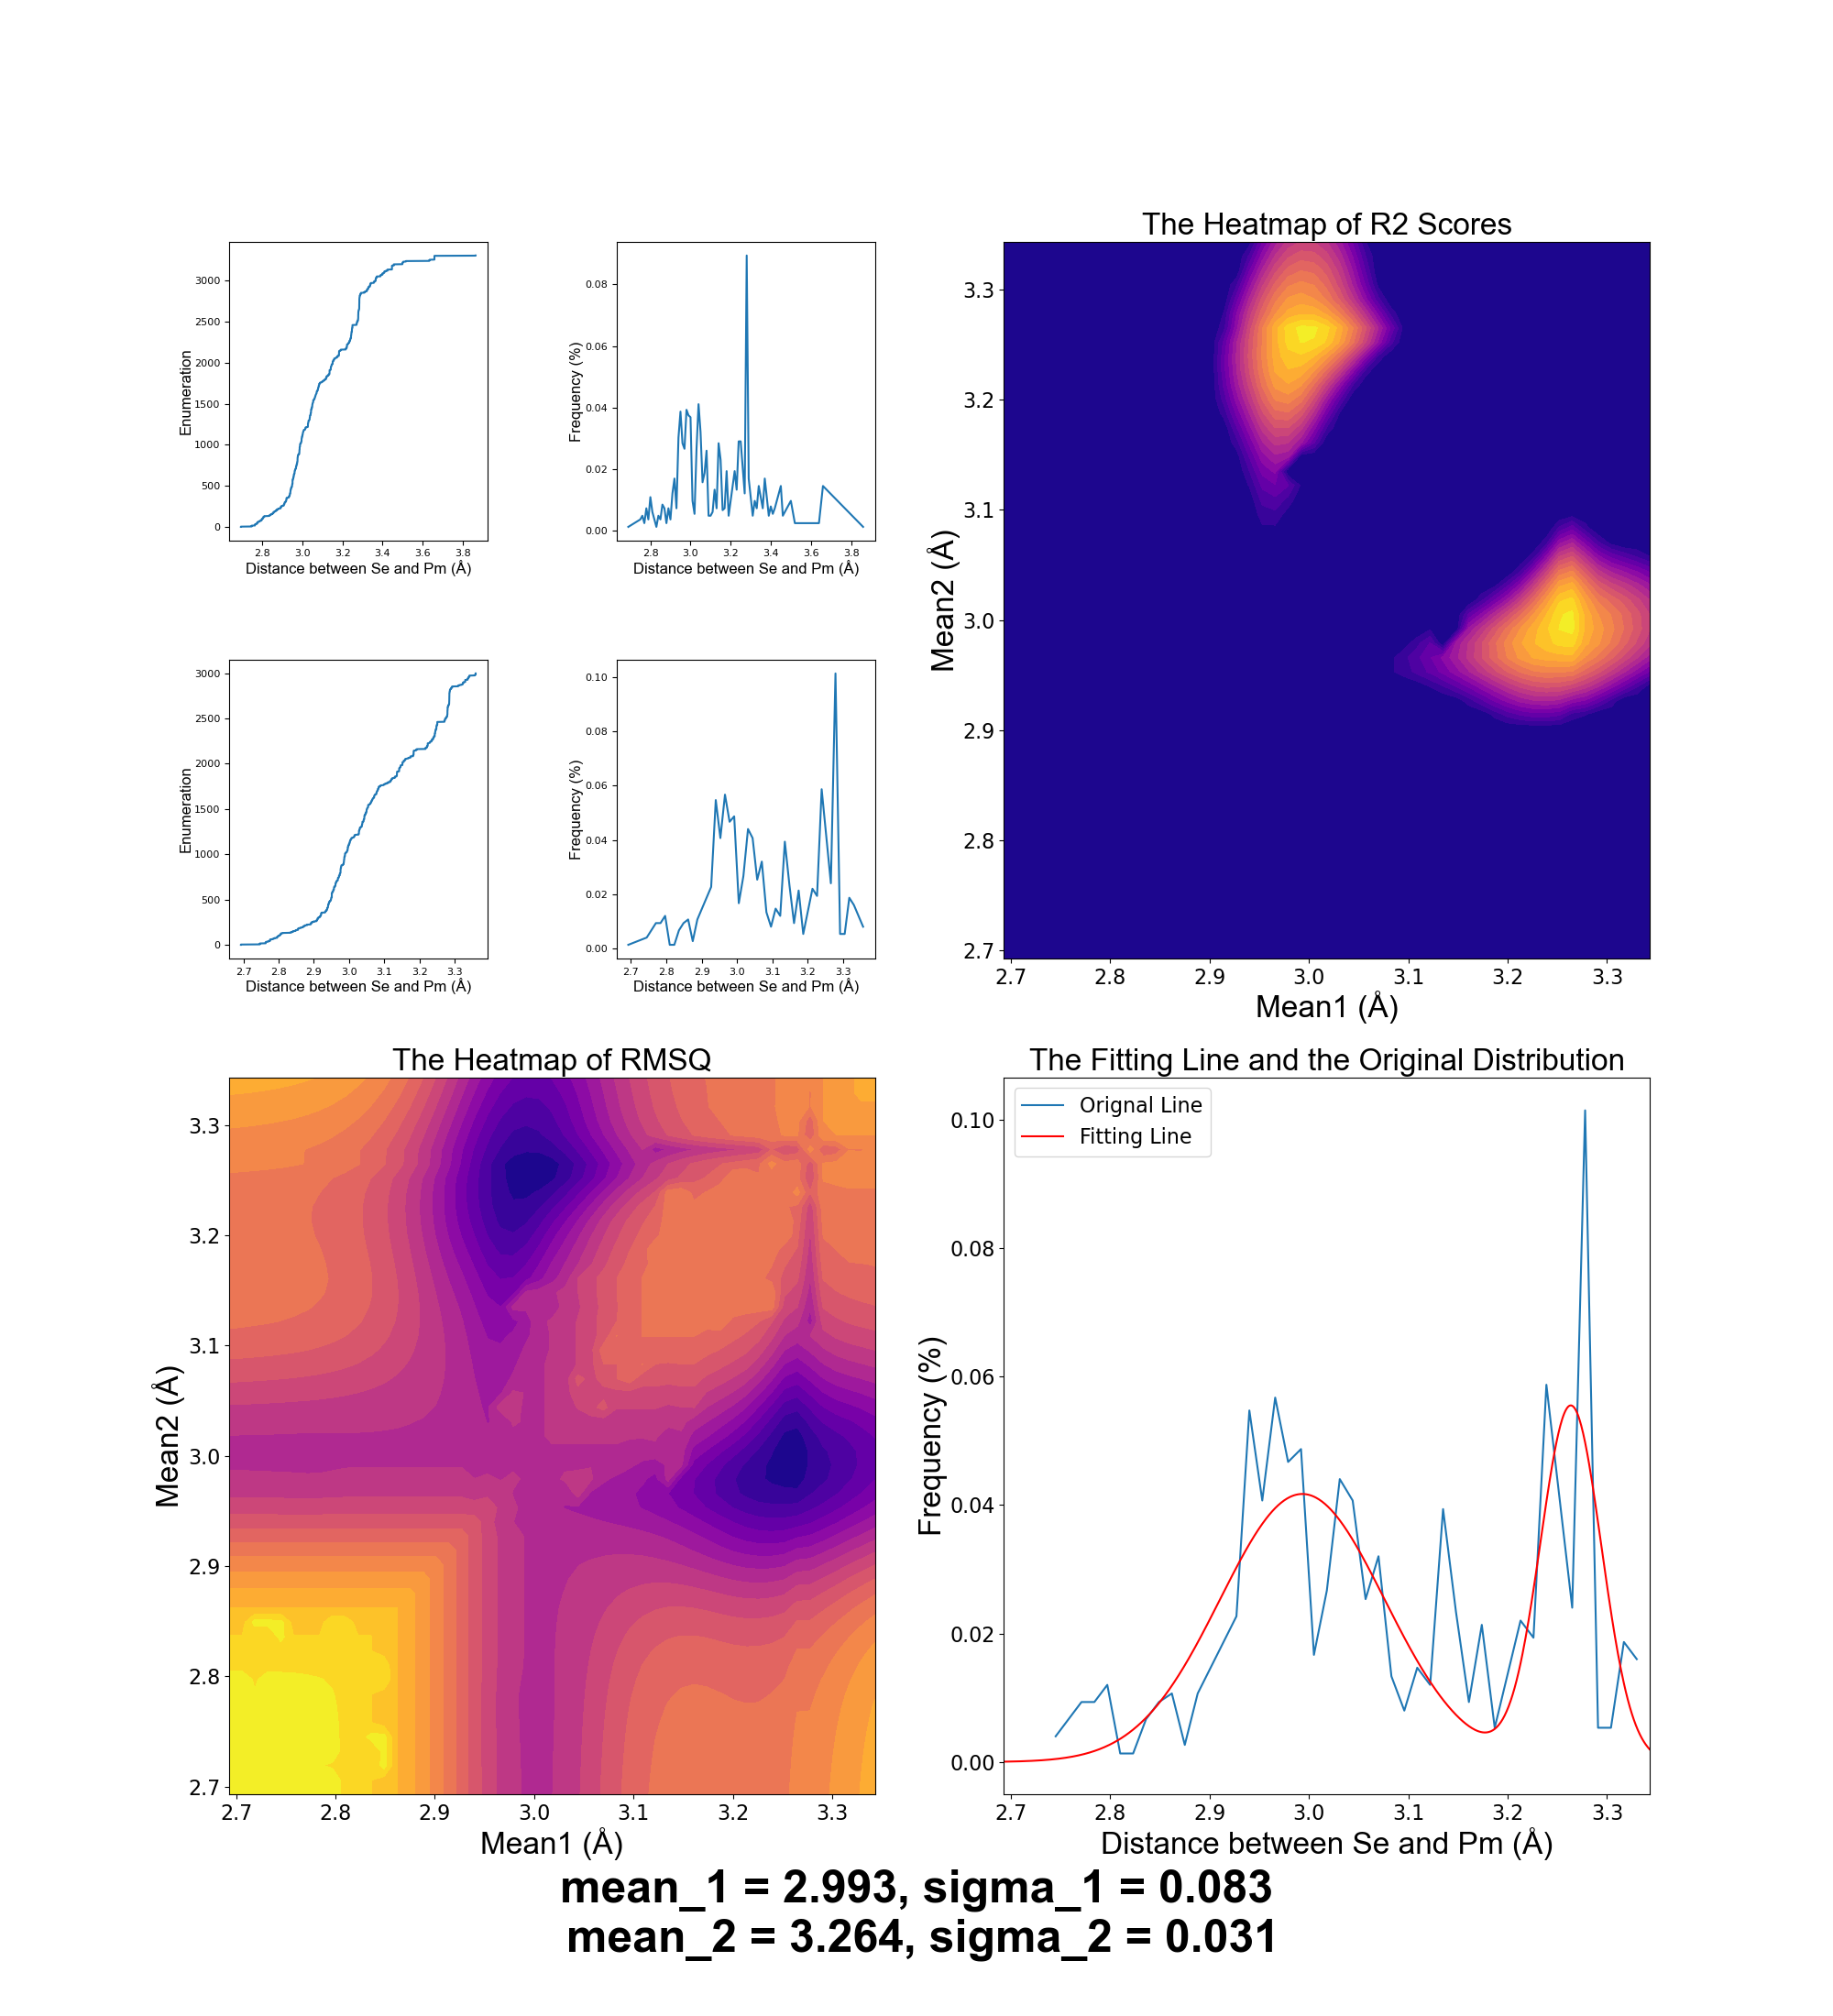 The Heatmap of R2 Scores
Enumeration
3000
2500
2000
1500
1000
500
0
2.8 3.0 3.2 3.4 3.6 3.8
Distance between Se and Pm (Å)
Frequency (%)
0.08
0.06
0.04
0.02
0.00
2.8 3.0 3.2 3.4 3.6 3.8
Distance between Se and Pm (Å)
Mean2 (Å)
3.3
3.2
3.1
3.0
2.9
2.8
2.7
2.7 2.8 2.9 3.0 3.1 3.2 3.3
Mean1 (Å)
Enumeration
3000
2500
2000
1500
1000
500
0
2.7 2.8 2.9 3.0 3.1 3.2 3.3
Distance between Se and Pm (Å)
Frequency (%)
0.10
0.08
0.06
0.04
0.02
0.00
2.7 2.8 2.9 3.0 3.1 3.2 3.3
Distance between Se and Pm (Å)
The Heatmap of RMSQ
Mean2 (Å)
3.3
3.2
3.1
3.0
2.9
2.8
2.7
2.7 2.8 2.9 3.0 3.1 3.2 3.3
Mean1 (Å)
The Fitting Line and the Original Distribution
Orignal Line
Fitting Line
Frequency (%)
0.10
0.08
0.06
0.04
0.02
0.00
2.7 2.8 2.9 3.0 3.1 3.2 3.3
Distance between Se and Pm (Å)
mean_1 = 2.993, sigma_1 = 0.083
mean_2 = 3.264, sigma_2 = 0.031